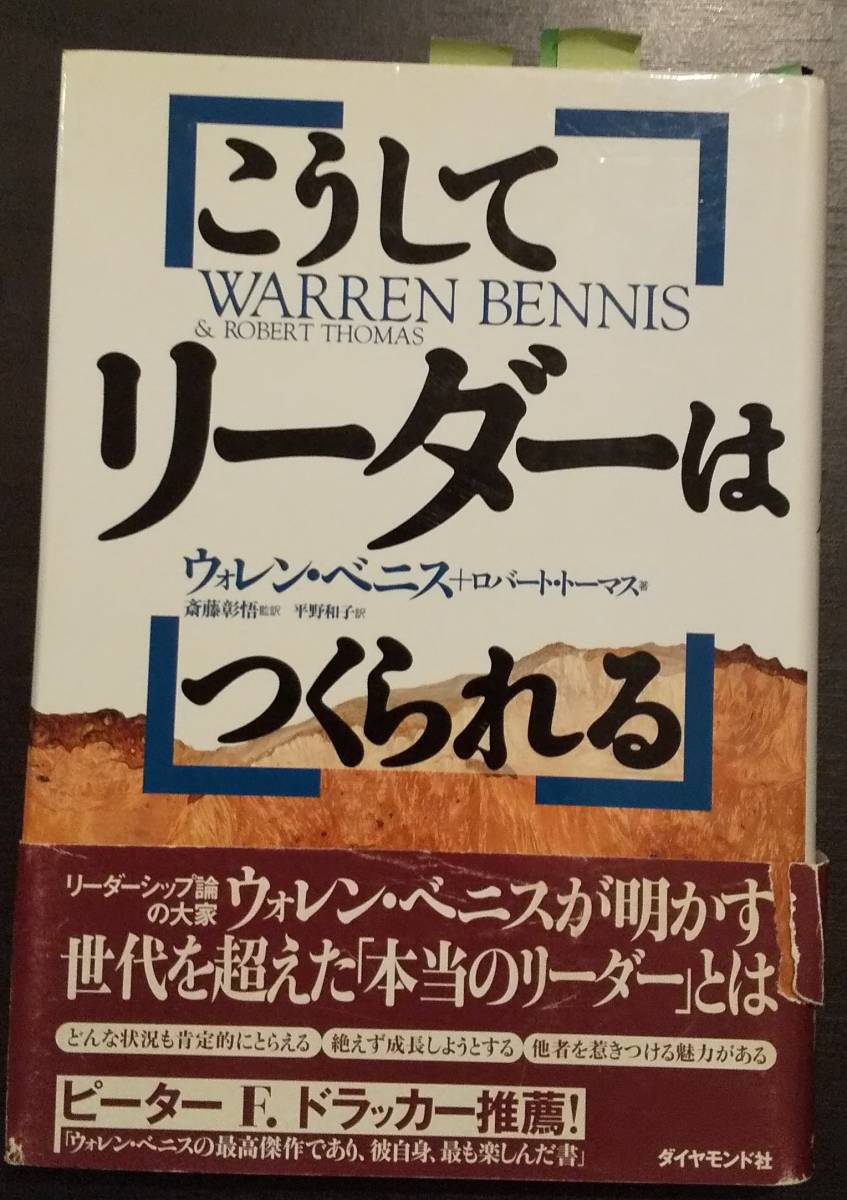 こうして
WARREN BENNIS
& ROBERT THOMAS
リーダーは
ウォレン・ベニス+ロバート・トーマス著
斎藤彰悟監訳 平野和子訳
つくられる
リーダーシップ論
の大家
ウォレン・ベニスが明かす
世代を超えた「本当のリーダー」とは
どんな状況も肯定的にとらえる 絶えず成長しようとする 他者を惹きつける魅力がある
ピーター F. ドラッカー推薦!
「ウォレン・ベニスの最高傑作であり、彼自身、最も楽しんだ書」
ダイヤモンド社